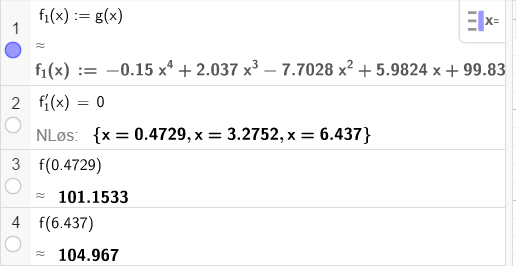 1 f₁(x) := g(x)
≈
f₁(x) := −0.15 x⁴ + 2.037 x³ − 7.7028 x² + 5.9824 x + 99.83
x=
2 f₁′(x) = 0
NLøs: {x = 0.4729, x = 3.2752, x = 6.437}
3 f(0.4729)
≈ 101.1533
4 f(6.437)
≈ 104.967